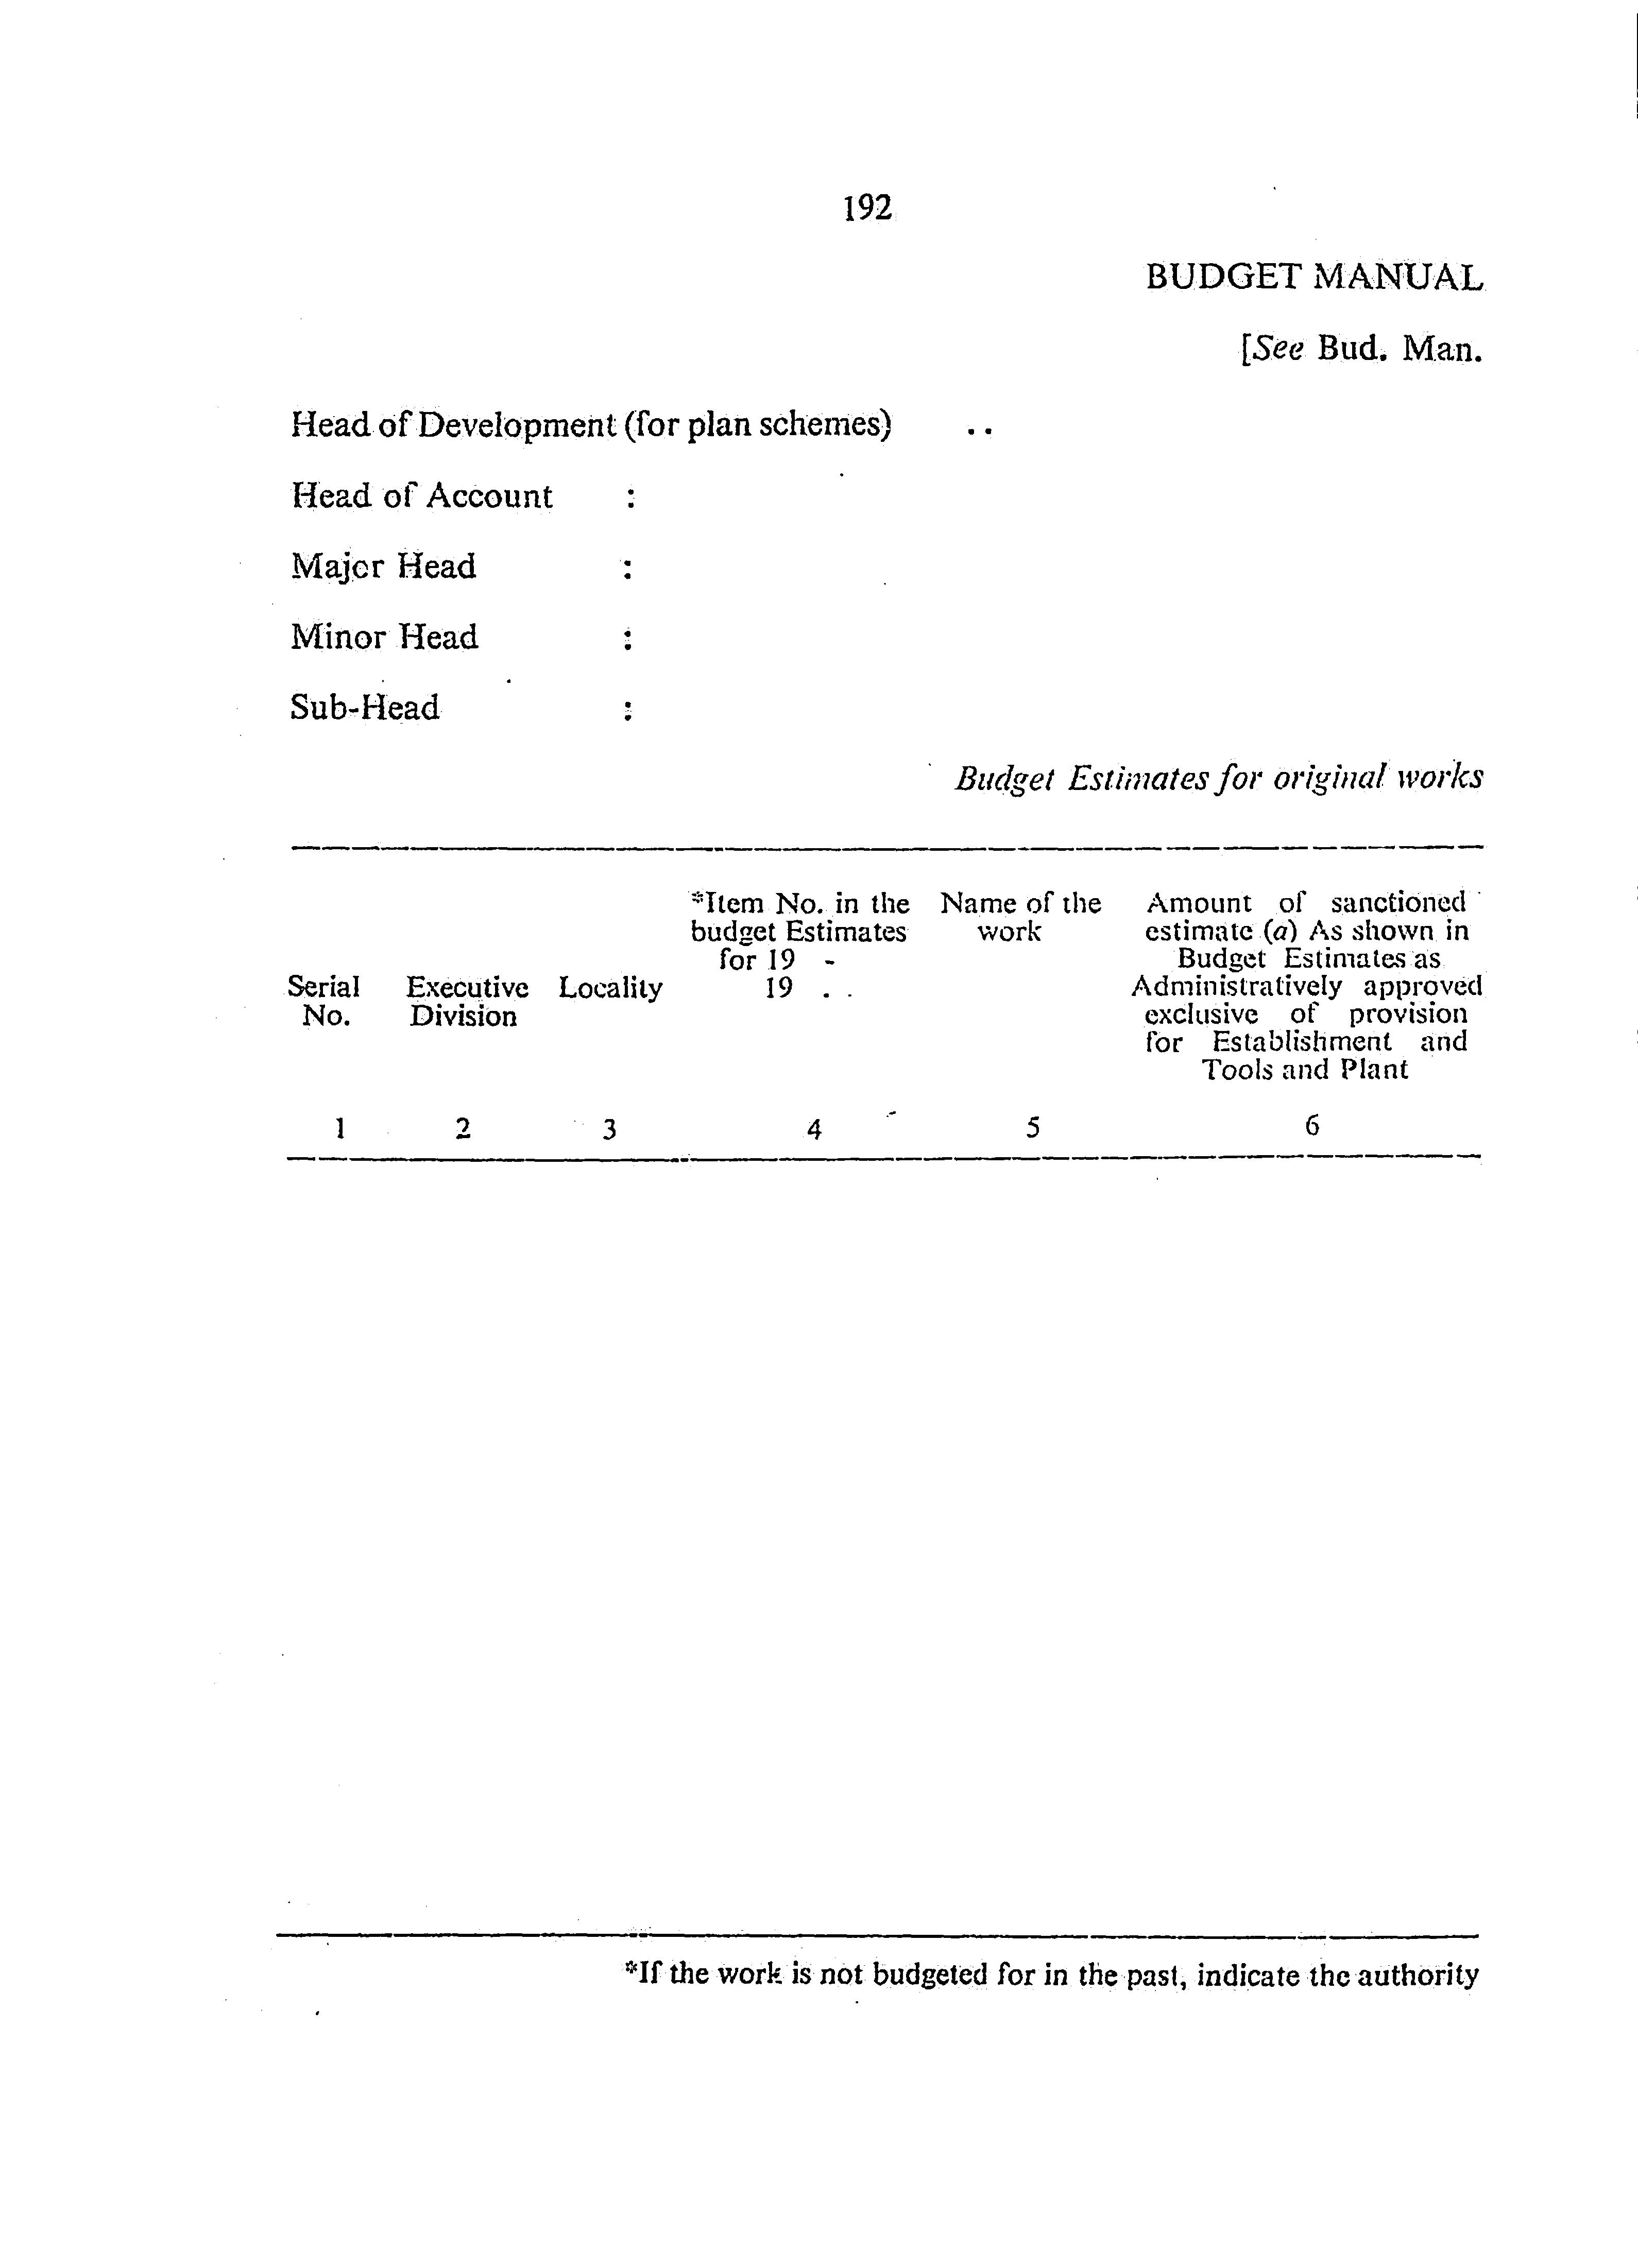 192
BUDGET MANUAL
[See Bud. Man.
Head of Development (for plan schemes) ..
Head of Account :
Major Head :
Minor Head :
Sub-Head :
Budget Estimates for original works
*Item No. in the Name of the Amount of sanctioned
budget Estimates work estimate (a) As shown in
for 19 - Budget Estimates as
Serial Executive Locality 19 . . Administratively approved
No. Division exclusive of provision
for Establishment and
Tools and Plant
1 2 3 4 5 6
*If the work is not budgeted for in the past, indicate the authority